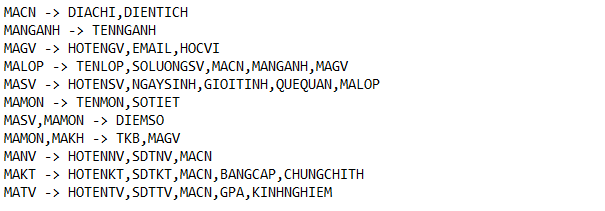 MACN -> DIACHI,DIENTICH
MANGANH -> TENNGANH
MAGV -> HOTENGV,EMAIL,HOCVI
MALOP -> TENLOP,SOLUONGSV,MACN,MANGANH,MAGV
MASV -> HOTENSV,NGAYSINH,GIOITINH,QUEQUAN,MALOP
MAMON -> TENMON,SOTIET
MASV,MAMON -> DIEMSO
MAMON,MAKH -> TKB,MAGV
MANV -> HOTENNV,SDTNV,MACN
MAKT -> HOTENKT,SDTKT,MACN,BANGCAP,CHUNGCHITH
MATV -> HOTENTV,SDTTV,MACN,GPA,KINHNGHIEM